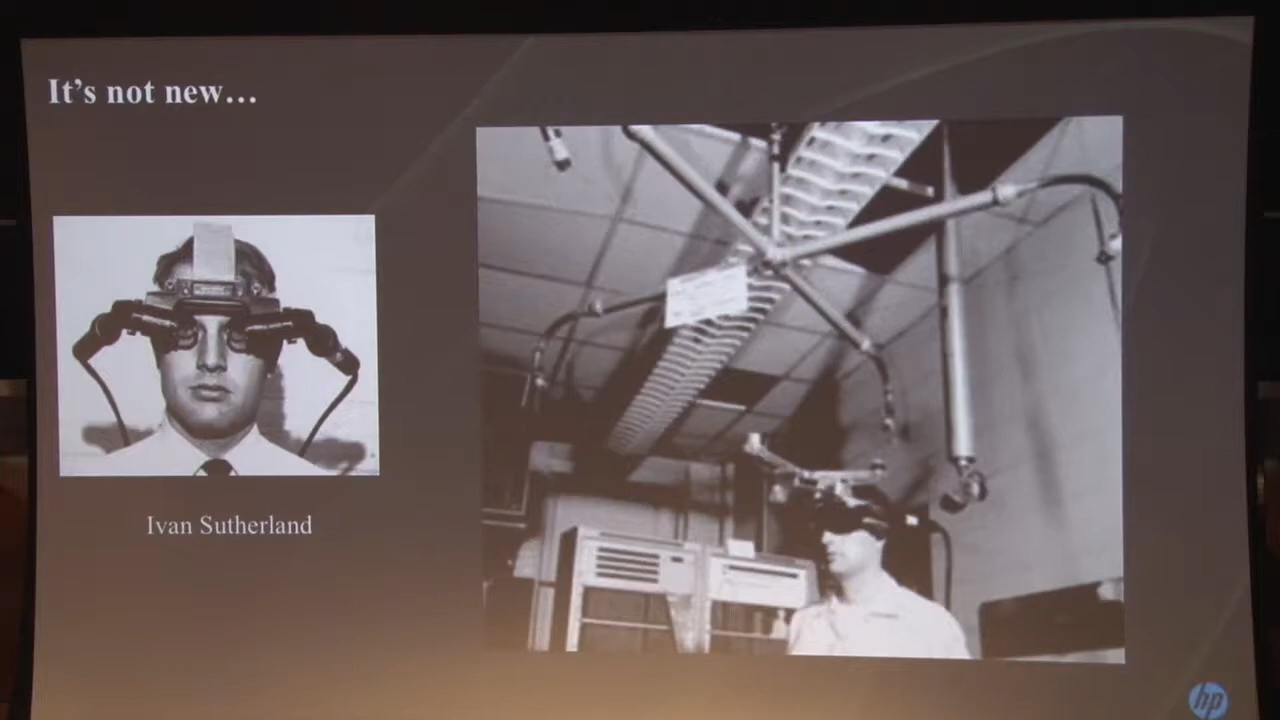 It's not new…
Ivan Sutherland
hp